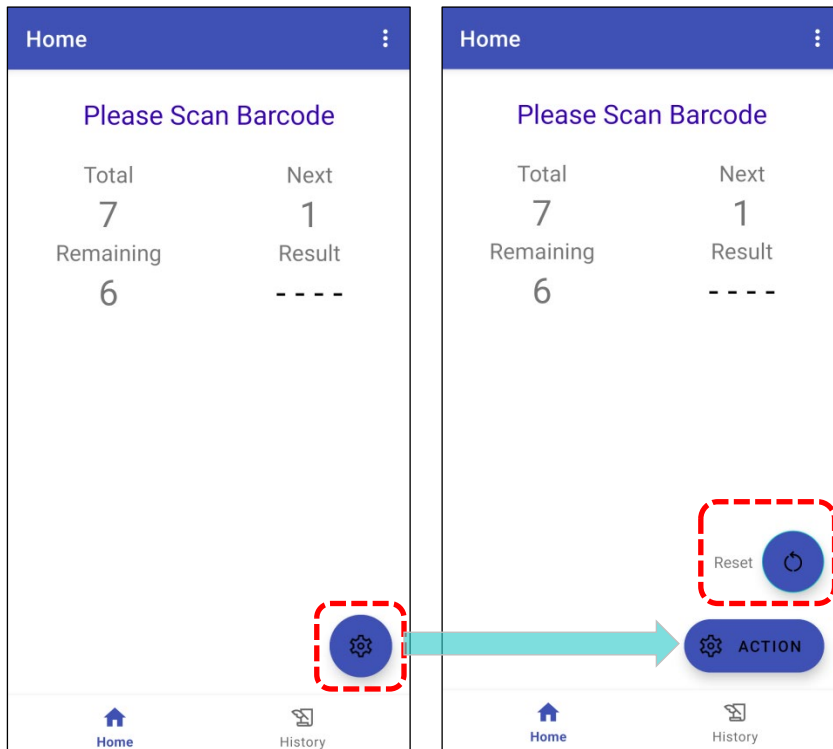 Home
Please Scan Barcode
Total Next
7 1
Remaining Result
6 ----
Home History
Home
Please Scan Barcode
Total Next
7 1
Remaining Result
6 ----
Reset
ACTION
Home History